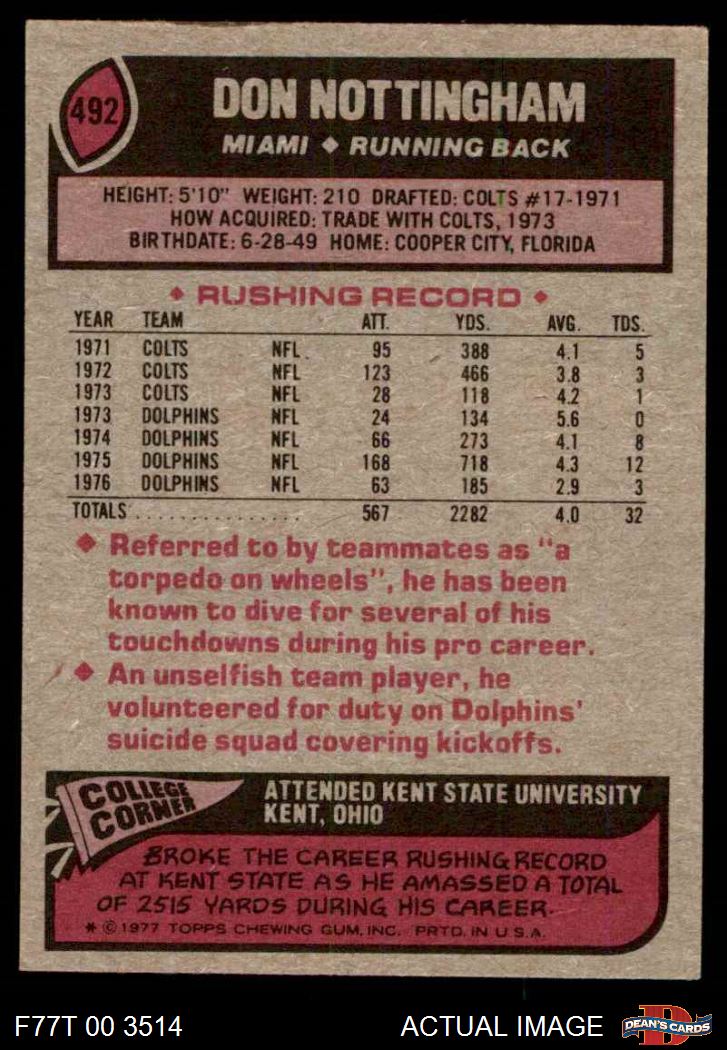 492
DON NOTTINGHAM
MIAMI ◆ RUNNING BACK
HEIGHT: 5'10" WEIGHT: 210 DRAFTED: COLTS #17-1971
HOW ACQUIRED: TRADE WITH COLTS, 1973
BIRTHDATE: 6-28-49 HOME: COOPER CITY, FLORIDA
◆ RUSHING RECORD ◆
YEAR TEAM ATT. YDS. AVG. TDS.
1971 COLTS NFL 95 388 4.1 5
1972 COLTS NFL 123 466 3.8 3
1973 COLTS NFL 28 118 4.2 1
1973 DOLPHINS NFL 24 134 5.6 0
1974 DOLPHINS NFL 66 273 4.1 8
1975 DOLPHINS NFL 168 718 4.3 12
1976 DOLPHINS NFL 63 185 2.9 3
TOTALS ................ 567 2282 4.0 32
◆ Referred to by teammates as "a
torpedo on wheels", he has been
known to dive for several of his
touchdowns during his pro career.
◆ An unselfish team player, he
volunteered for duty on Dolphins'
suicide squad covering kickoffs.
COLLEGE
CORNER
ATTENDED KENT STATE UNIVERSITY
KENT, OHIO
BROKE THE CAREER RUSHING RECORD
AT KENT STATE AS HE AMASSED A TOTAL
OF 2515 YARDS DURING HIS CAREER.
* © 1977 TOPPS CHEWING GUM, INC. PRTD. IN U.S.A.
F77T 00 3514 ACTUAL IMAGE D DEAN'S CARDS